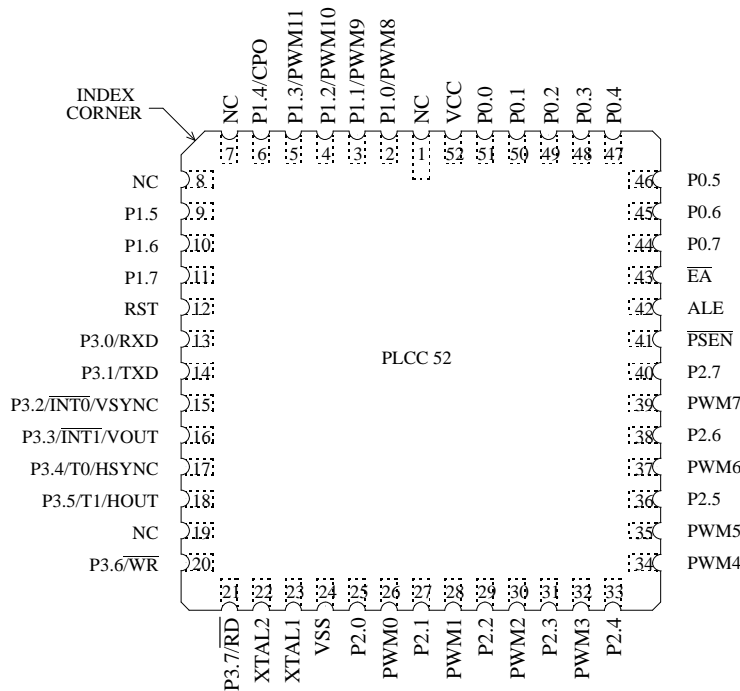 INDEX
CORNER
NC
P1.4/CPO
P1.3/PWM11
P1.2/PWM10
P1.1/PWM9
P1.0/PWM8
NC
VCC
P0.0
P0.1
P0.2
P0.3
P0.4
7 6 5 4 3 2 1 52 51 50 49 48 47
NC 8 46 P0.5
P1.5 9 45 P0.6
P1.6 10 44 P0.7
P1.7 11 43 EA
RST 12 42 ALE
P3.0/RXD 13 41 PSEN
PLCC 52
P3.1/TXD 14 40 P2.7
P3.2/INT0/VSYNC 15 39 PWM7
P3.3/INT1/VOUT 16 38 P2.6
P3.4/T0/HSYNC 17 37 PWM6
P3.5/T1/HOUT 18 36 P2.5
NC 19 35 PWM5
P3.6/WR 20 34 PWM4
21 22 23 24 25 26 27 28 29 30 31 32 33
P3.7/RD
XTAL2
XTAL1
VSS
P2.0
PWM0
P2.1
PWM1
P2.2
PWM2
P2.3
PWM3
P2.4